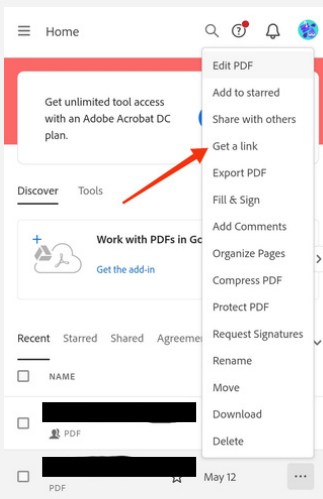 Home
Get unlimited tool access
with an Adobe Acrobat DC
plan.
Discover
Tools
Work with PDFs in Go
Get the add-in
Recent
Starred
Shared
Agreeme
NAME
PDF
May 12
PDF
Edit PDF
Add to starred
Share with others
Get a link
Export PDF
Fill & Sign
Add Comments
Organize Pages
Compress PDF
Protect PDF
Request Signatures
Rename
Move
Download
Delete